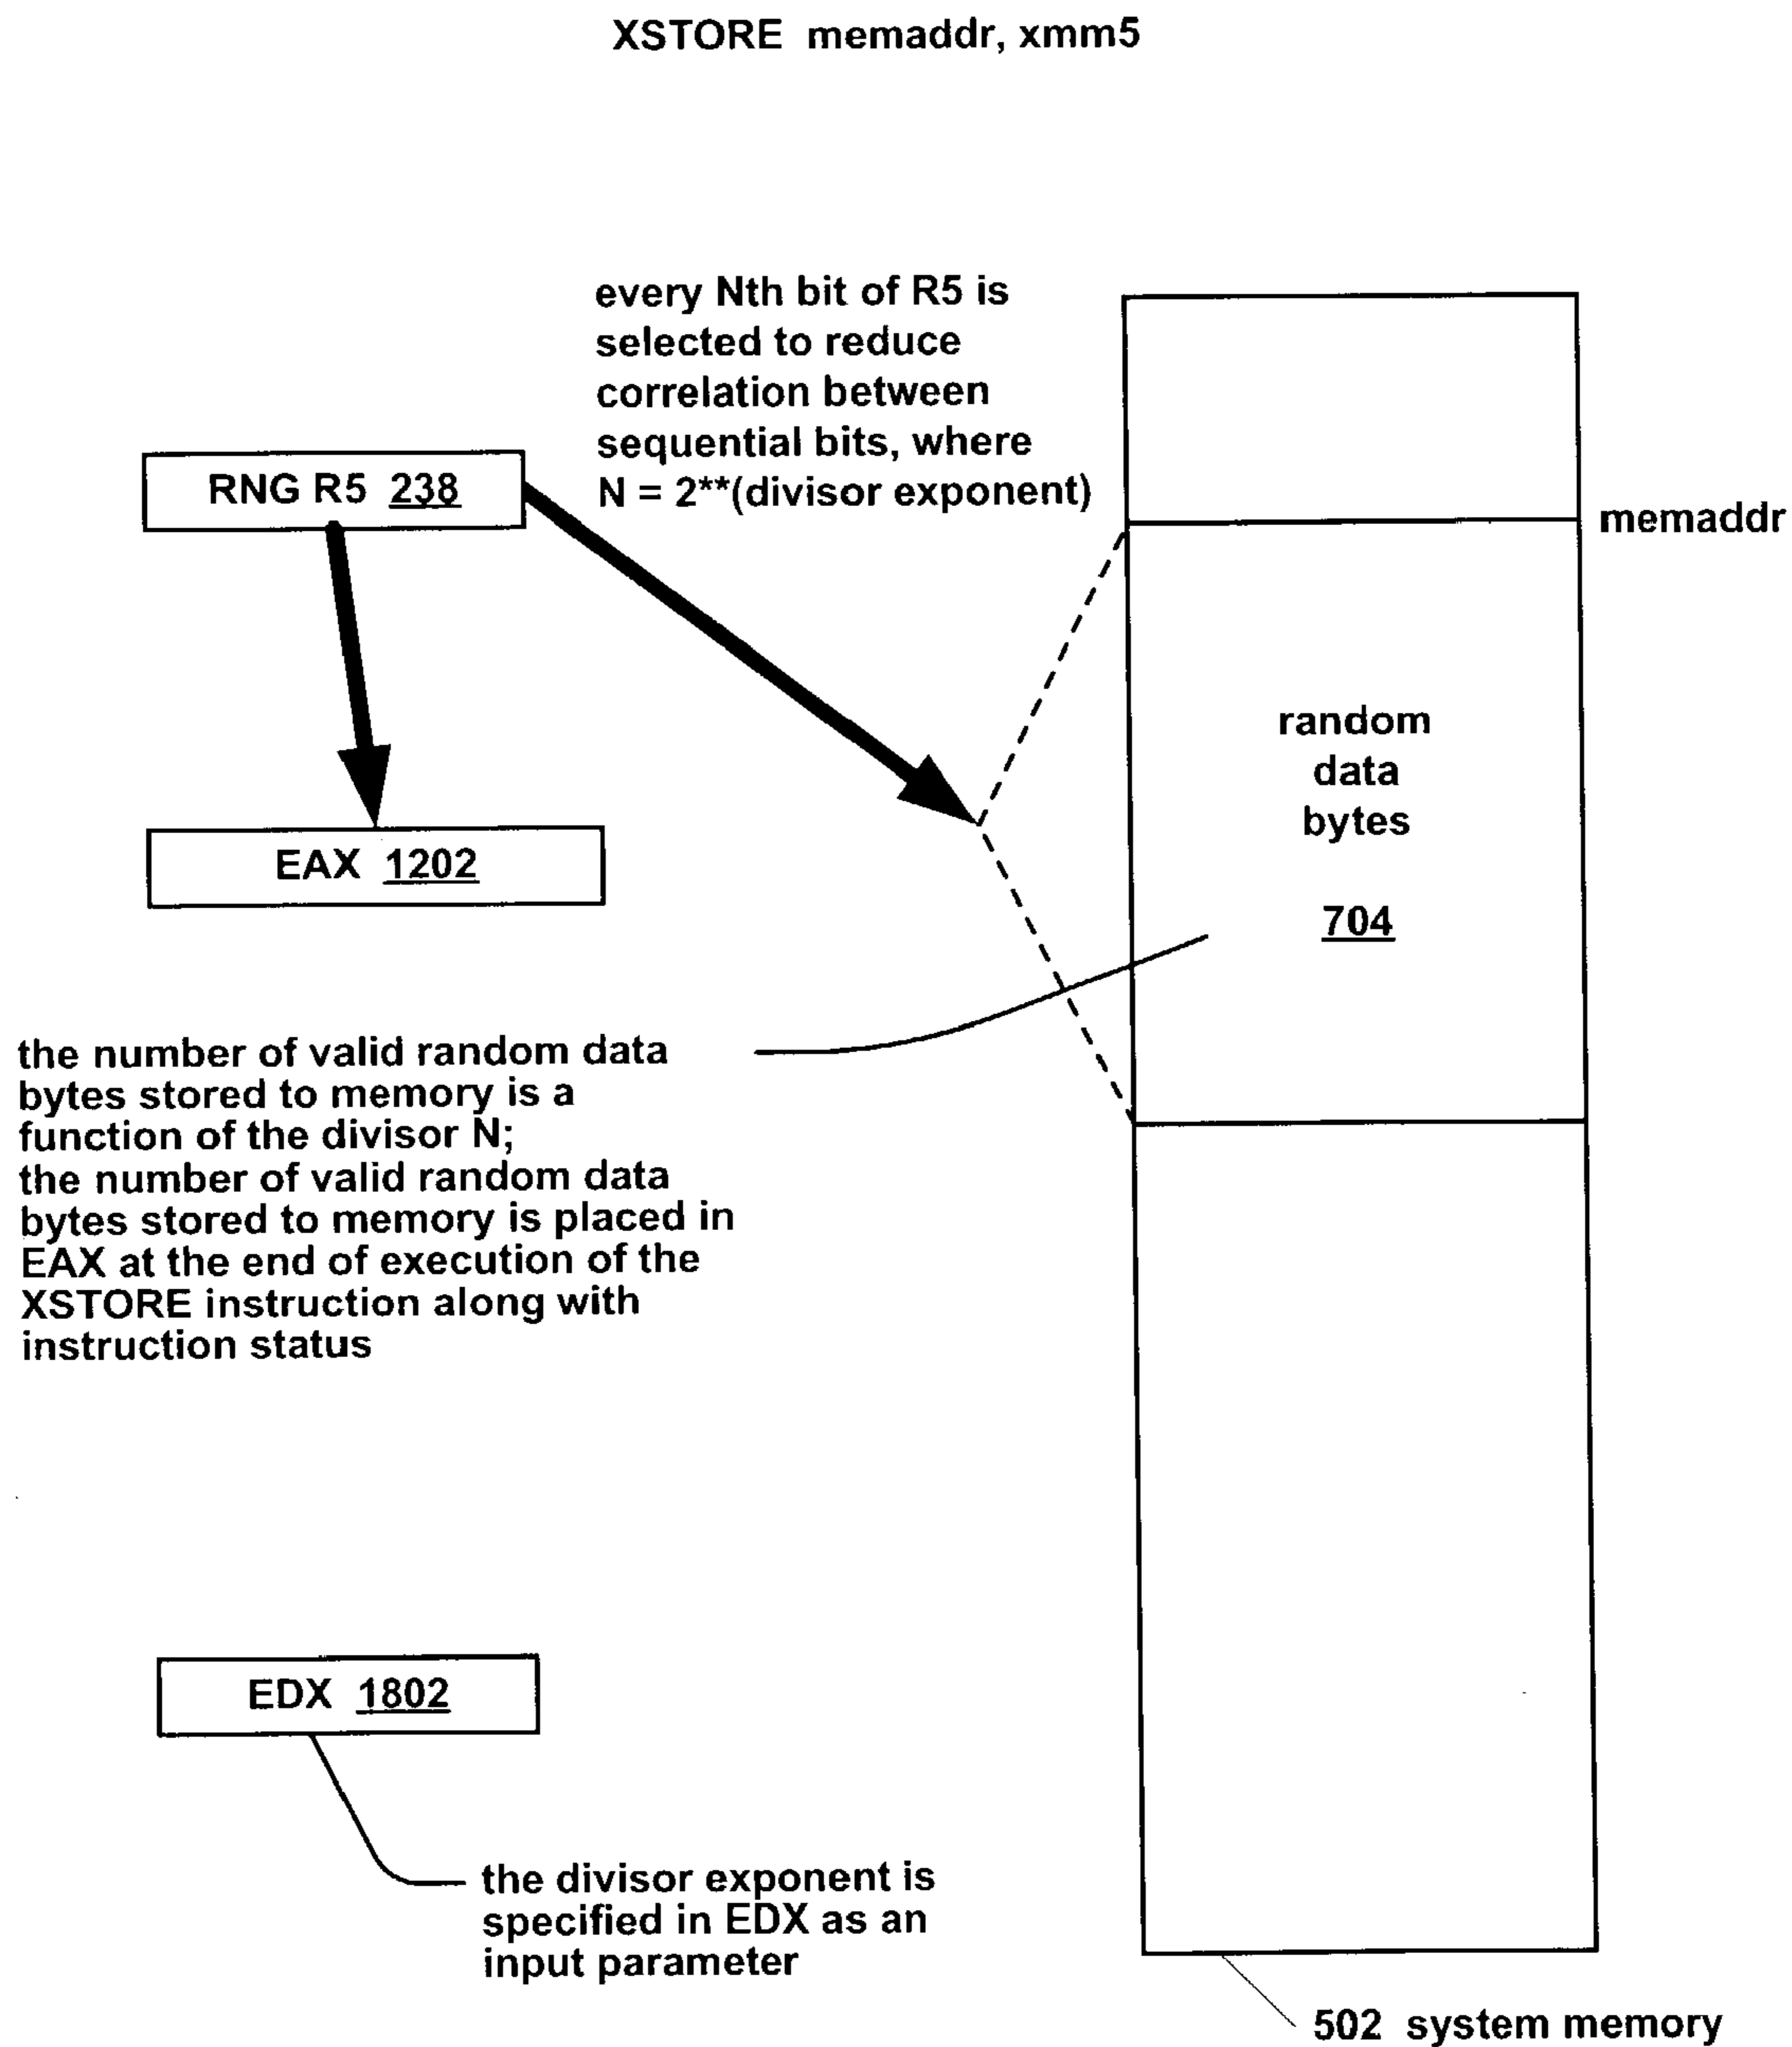 XSTORE memaddr, xmm5
every Nth bit of R5 is
selected to reduce
correlation between
sequential bits, where
N = 2**(divisor exponent)
RNG R5 238
memaddr
random
data
bytes
704
EAX 1202
the number of valid random data
bytes stored to memory is a
function of the divisor N;
the number of valid random data
bytes stored to memory is placed in
EAX at the end of execution of the
XSTORE instruction along with
instruction status
EDX 1802
the divisor exponent is
specified in EDX as an
input parameter
502 system memory